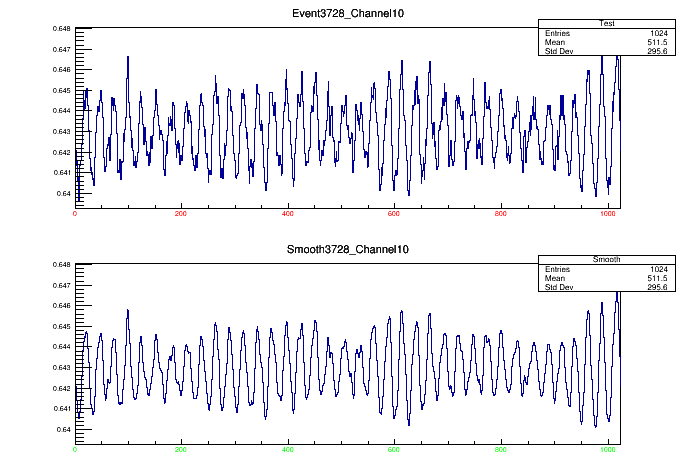 Event3728_Channel10
Test
Entries 1024
Mean 511.5
Std Dev 295.6
0.648
0.647
0.646
0.645
0.644
0.643
0.642
0.641
0.64
0 200 400 600 800 1000
Smooth3728_Channel10
Smooth
Entries 1024
Mean 511.5
Std Dev 295.6
0.648
0.647
0.646
0.645
0.644
0.643
0.642
0.641
0.64
0 200 400 600 800 1000